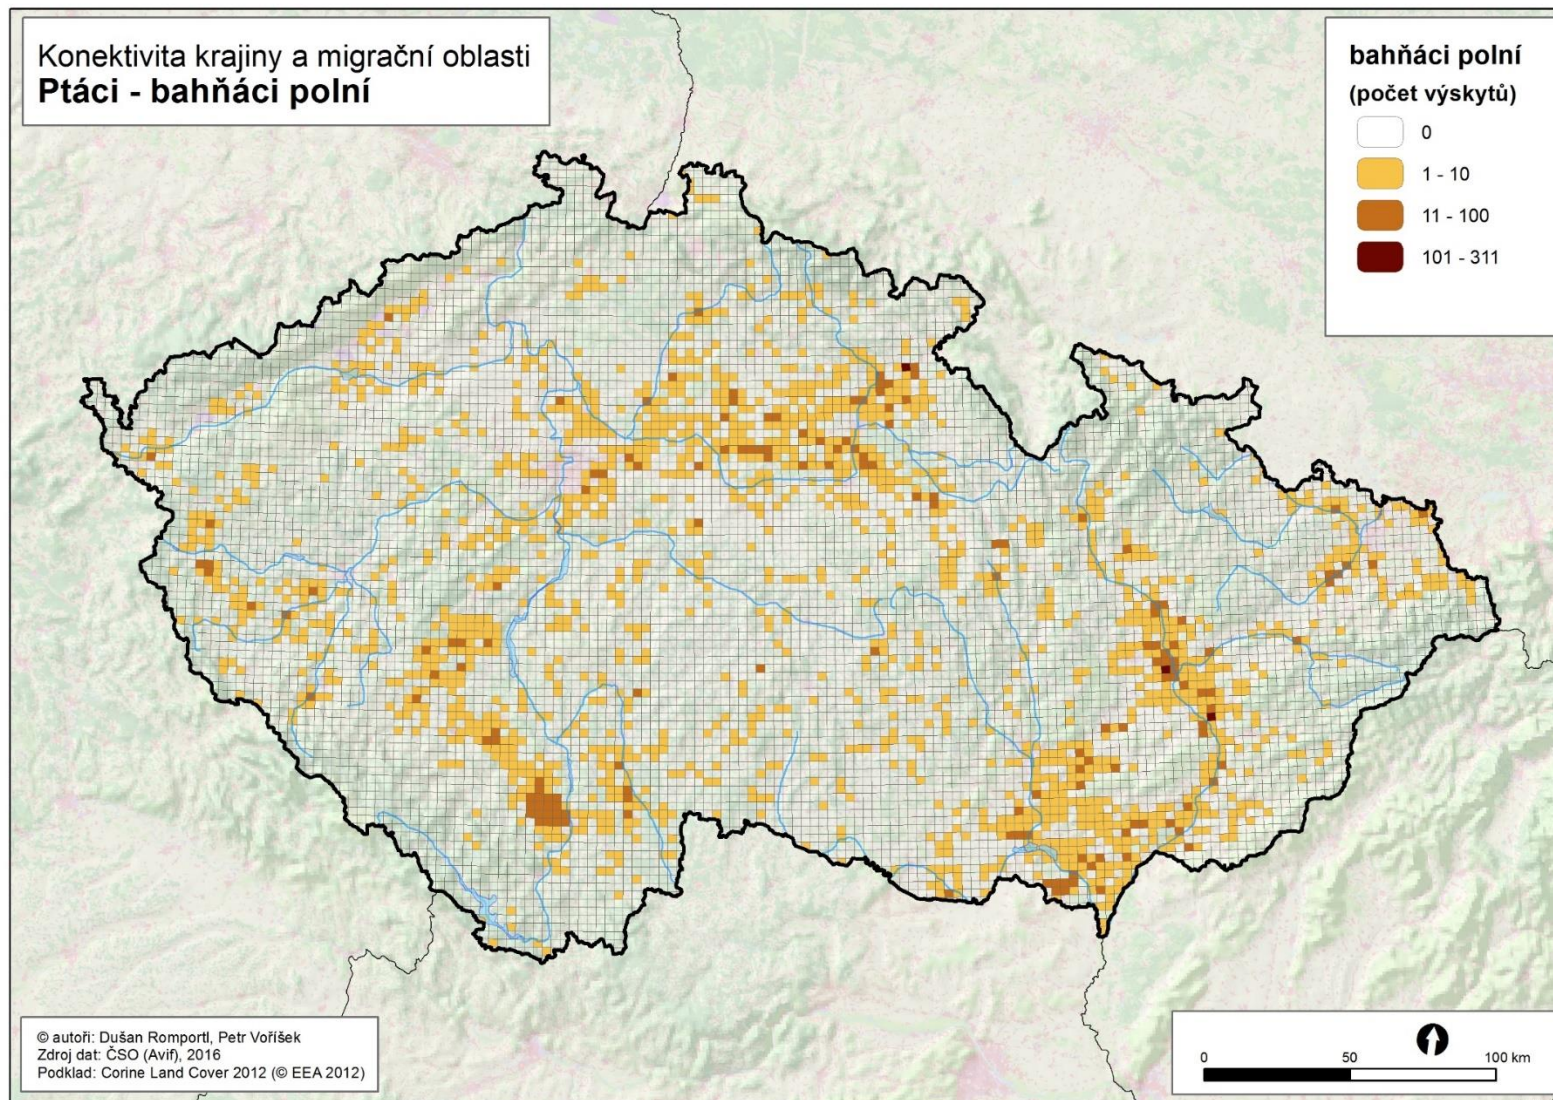 Konektivita krajiny a migrační oblasti
Ptáci - bahňáci polní
bahňáci polní
(počet výskytů)
0
1 - 10
11 - 100
101 - 311
© autoři: Dušan Romportl, Petr Voříšek
Zdroj dat: ČSO (Avif), 2016
Podklad: Corine Land Cover 2012 (© EEA 2012)
0 50 100 km